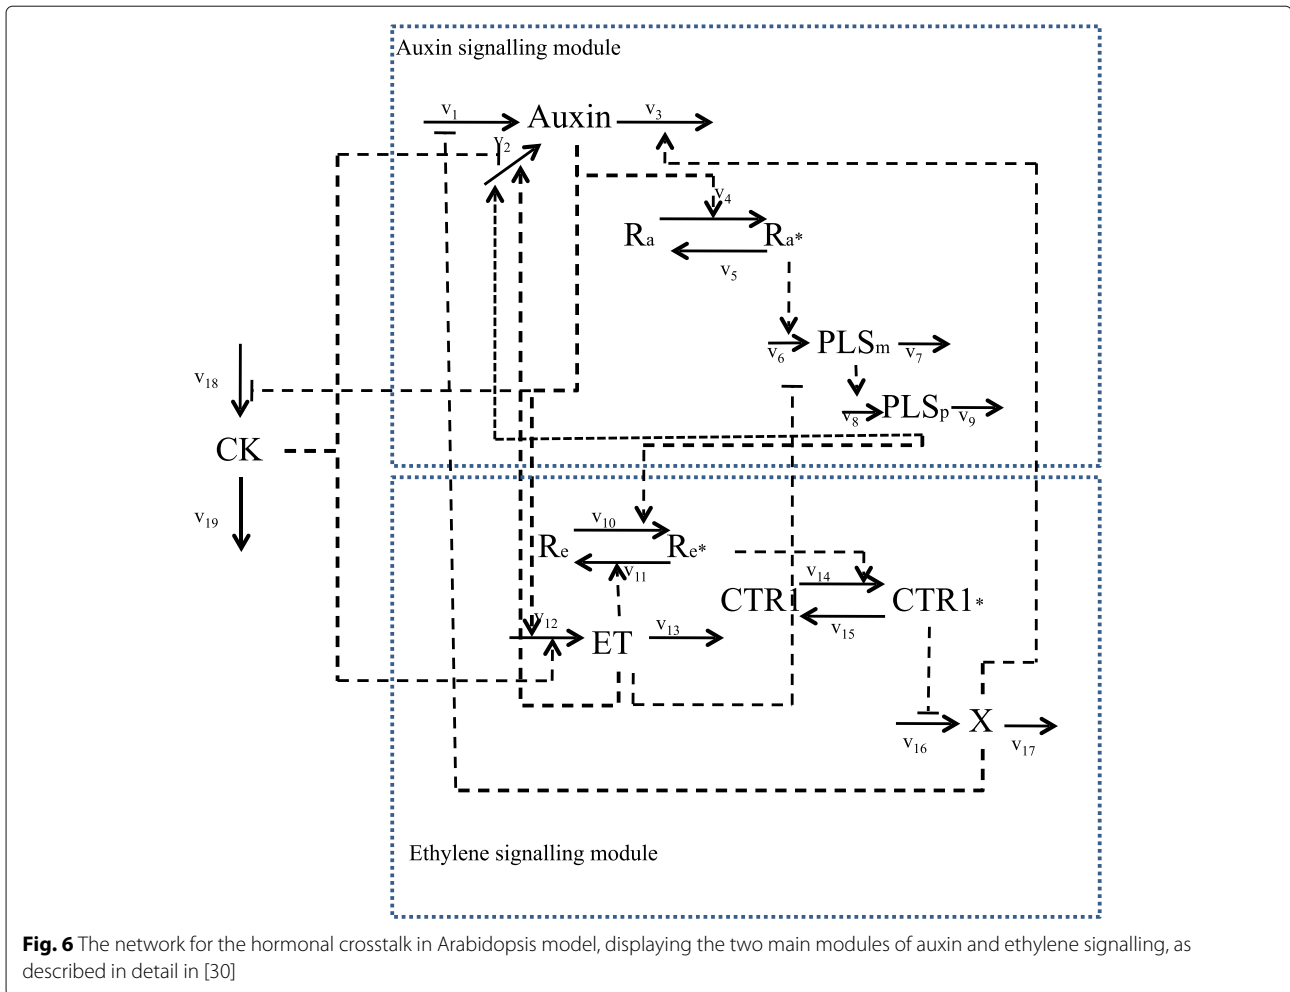 Auxin signalling module
v1
Auxin
v3
v2
v4
Ra
Ra*
v5
v6
PLSm
v7
v18
v8
PLSp
v9
CK
v19
v10
Re
Re*
v11
v14
CTR1
CTR1*
v12
ET
v13
v15
v16
X
v17
Ethylene signalling module
Fig. 6 The network for the hormonal crosstalk in Arabidopsis model, displaying the two main modules of auxin and ethylene signalling, as
described in detail in [30]